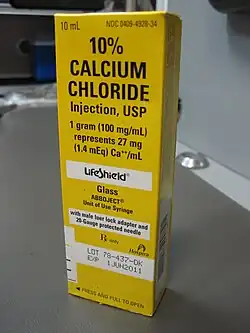 10 mL NDC 0409-4928-34
10%
CALCIUM
CHLORIDE
Injection, USP
1 gram (100 mg/mL)
represents 27 mg
(1.4 mEq) Ca⁺⁺/mL
LifeShield®
Glass
ABBOJECT®
Unit of Use Syringe
with male luer lock adapter and
20-Gauge protected needle
Rx only
Hospira
LOT 78-437-DK
EXP 1JUN2011
◄ PRESS AND PULL TO OPEN